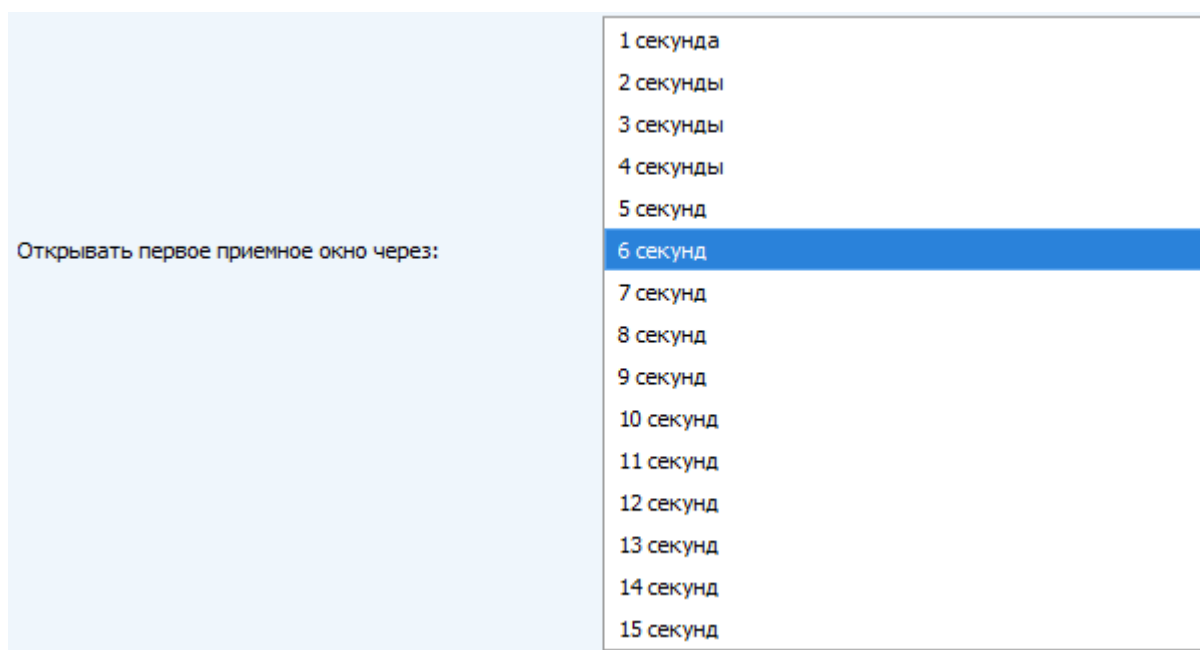 1 секунда
2 секунды
3 секунды
4 секунды
5 секунд
Открывать первое приемное окно через:
6 секунд
7 секунд
8 секунд
9 секунд
10 секунд
11 секунд
12 секунд
13 секунд
14 секунд
15 секунд